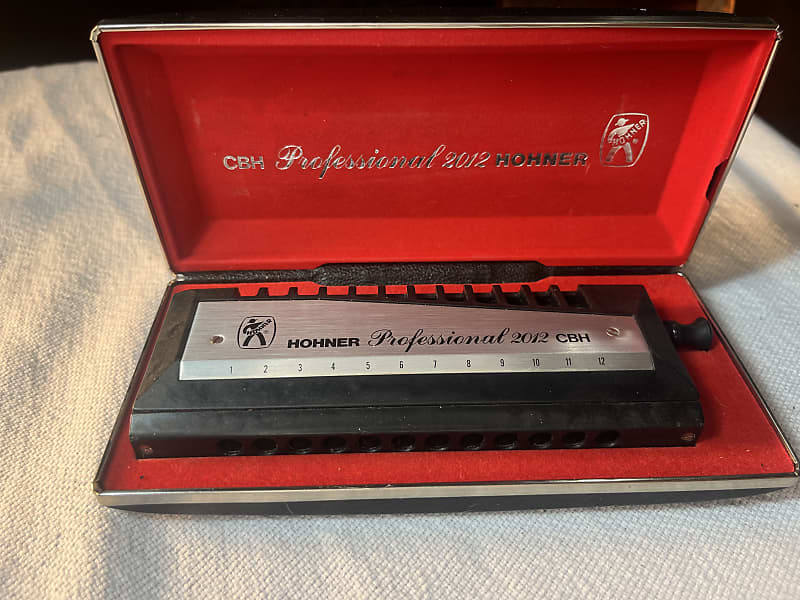 CBH Professional 2012 HOHNER
HOHNER
HOHNER
HOHNER Professional 2012 CBH
1 2 3 4 5 6 7 8 9 10 11 12